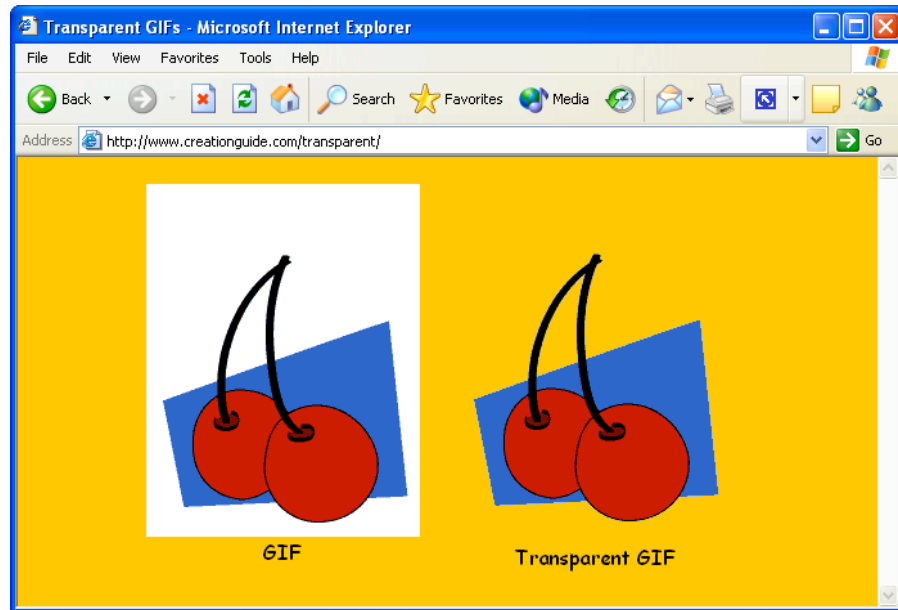 Transparent GIFs - Microsoft Internet Explorer
File Edit View Favorites Tools Help
Back Search Favorites Media
Address http://www.creationguide.com/transparent/ Go
GIF
Transparent GIF